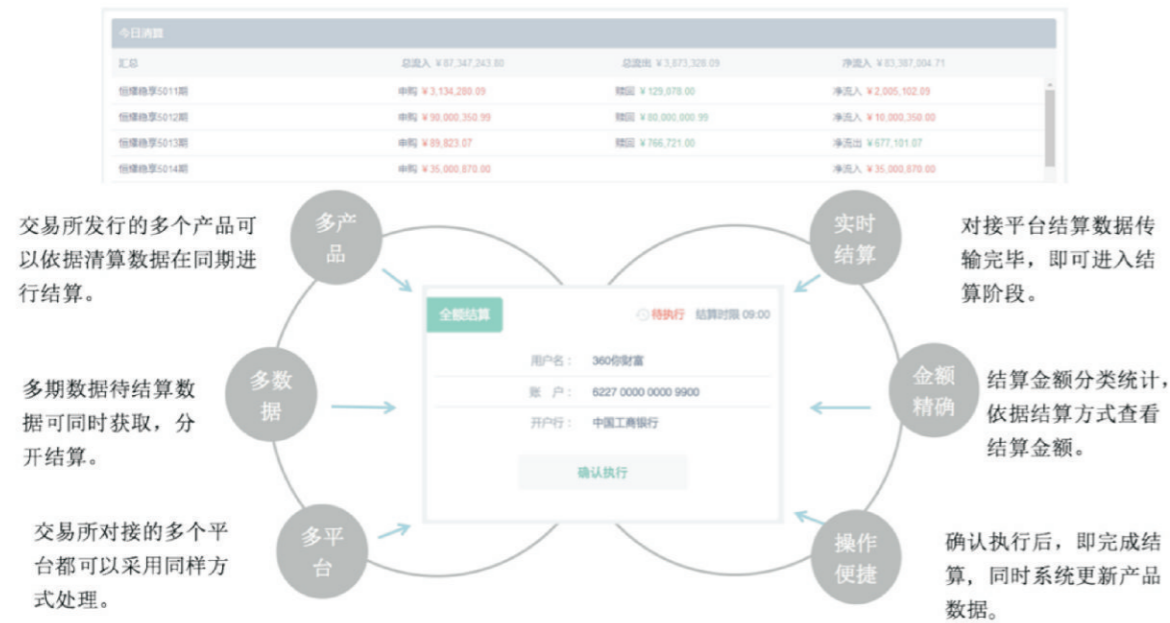 今日清算
汇总 总流入 ¥87,347,243.80 总流出 ¥3,873,328.09 净流入 ¥83,387,004.71
恒缘稳享5011期 申购 ¥3,134,280.09 赎回 ¥129,878.00 净流入 ¥2,005,102.09
恒缘稳享5012期 申购 ¥90,000,350.99 赎回 ¥80,000,000.99 净流入 ¥10,000,350.00
恒缘稳享5013期 申购 ¥89,823.07 赎回 ¥766,721.00 净流出 ¥677,101.07
恒缘稳享5014期 申购 ¥35,000,870.00 净流入 ¥35,000,870.00
多产
品
交易所发行的多个产品可
以依据清算数据在同期进
行结算。
实时
结算
对接平台结算数据传
输完毕，即可进入结
算阶段。
全额结算 待执行 结算时限 09:00
用户名： 360你财富
账 户： 6227 0000 0000 9900
开户行： 中国工商银行
确认执行
多数
据
多期数据待结算数
据可同时获取，分
开结算。
金额
精确
结算金额分类统计，
依据结算方式查看
结算金额。
多平
台
交易所对接的多个平
台都可以采用同样方
式处理。
操作
便捷
确认执行后，即完成结
算，同时系统更新产品
数据。